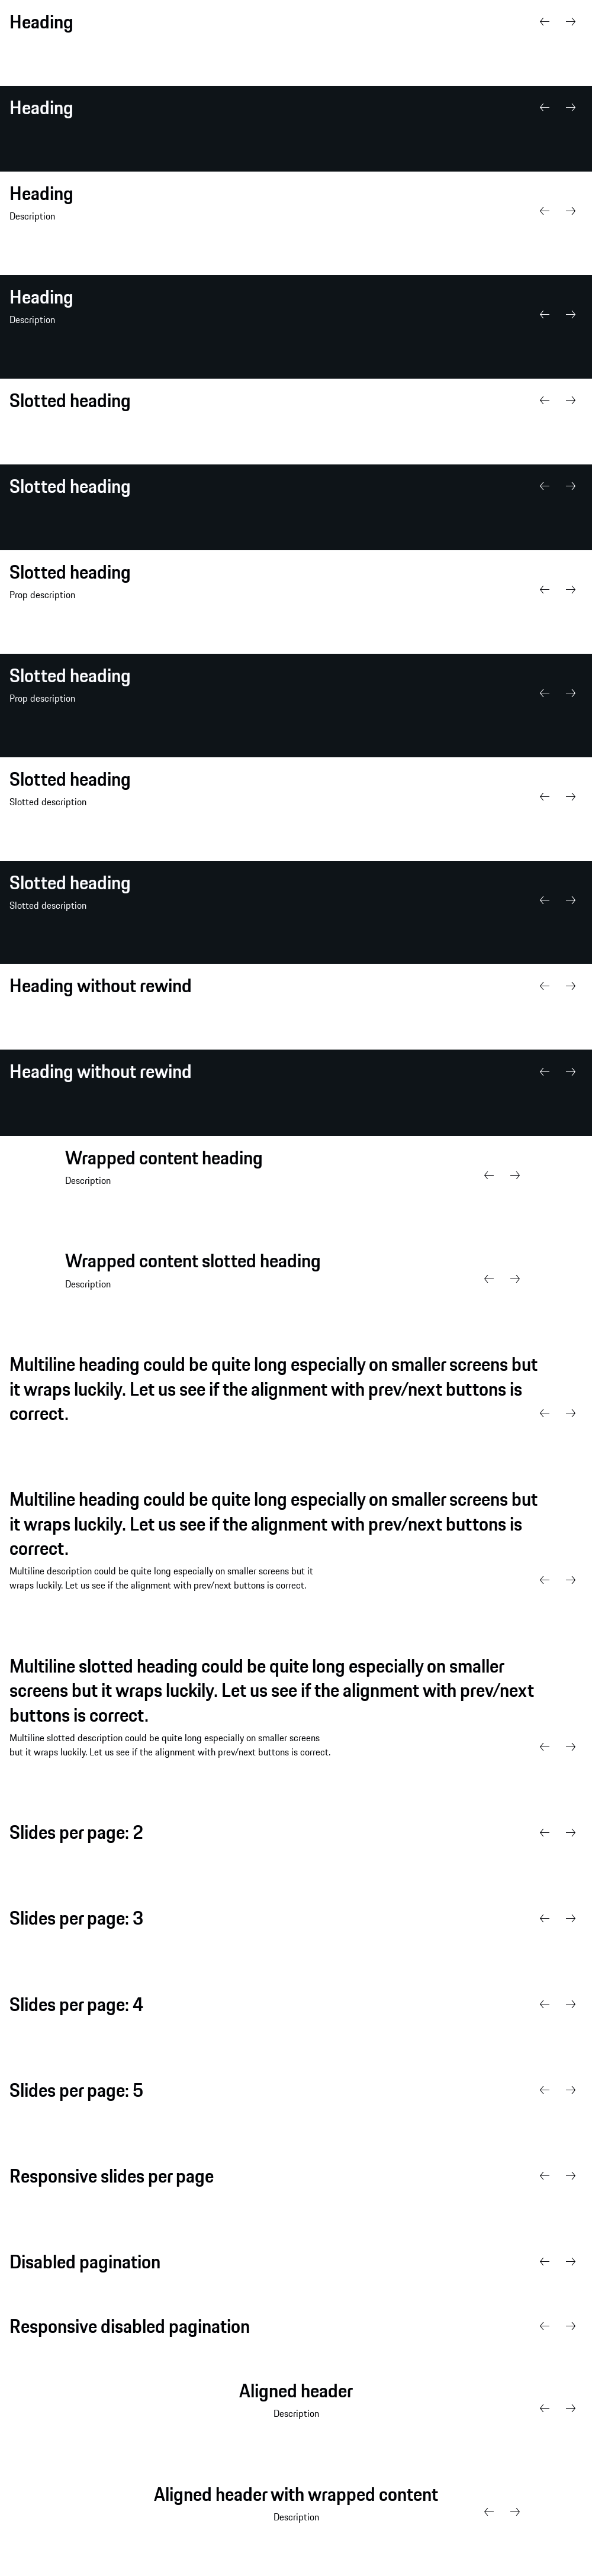 Heading
Heading
Heading
Description
Heading
Description
Slotted heading
Slotted heading
Slotted heading
Prop description
Slotted heading
Prop description
Slotted heading
Slotted description
Slotted heading
Slotted description
Heading without rewind
Heading without rewind
Wrapped content heading
Description
Wrapped content slotted heading
Description
Multiline heading could be quite long especially on smaller screens but
it wraps luckily. Let us see if the alignment with prev/next buttons is
correct.
Multiline heading could be quite long especially on smaller screens but
it wraps luckily. Let us see if the alignment with prev/next buttons is
correct.
Multiline description could be quite long especially on smaller screens but it
wraps luckily. Let us see if the alignment with prev/next buttons is correct.
Multiline slotted heading could be quite long especially on smaller
screens but it wraps luckily. Let us see if the alignment with prev/next
buttons is correct.
Multiline slotted description could be quite long especially on smaller screens
but it wraps luckily. Let us see if the alignment with prev/next buttons is correct.
Slides per page: 2
Slides per page: 3
Slides per page: 4
Slides per page: 5
Responsive slides per page
Disabled pagination
Responsive disabled pagination
Aligned header
Description
Aligned header with wrapped content
Description